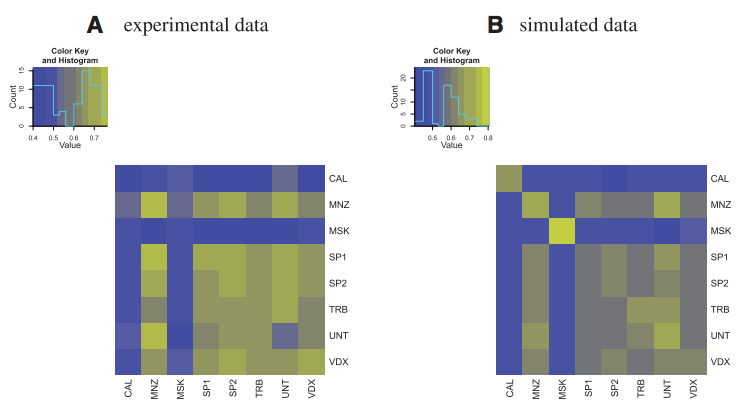 A experimental data
B simulated data
Color Key
and Histogram
Count
0 5 10 15
0.4 0.5 0.6 0.7
Value
Color Key
and Histogram
Count
0 5 10 20
0.5 0.6 0.7 0.8
Value
CAL
MNZ
MSK
SP1
SP2
TRB
UNT
VDX
CAL MNZ MSK SP1 SP2 TRB UNT VDX
CAL
MNZ
MSK
SP1
SP2
TRB
UNT
VDX
CAL MNZ MSK SP1 SP2 TRB UNT VDX